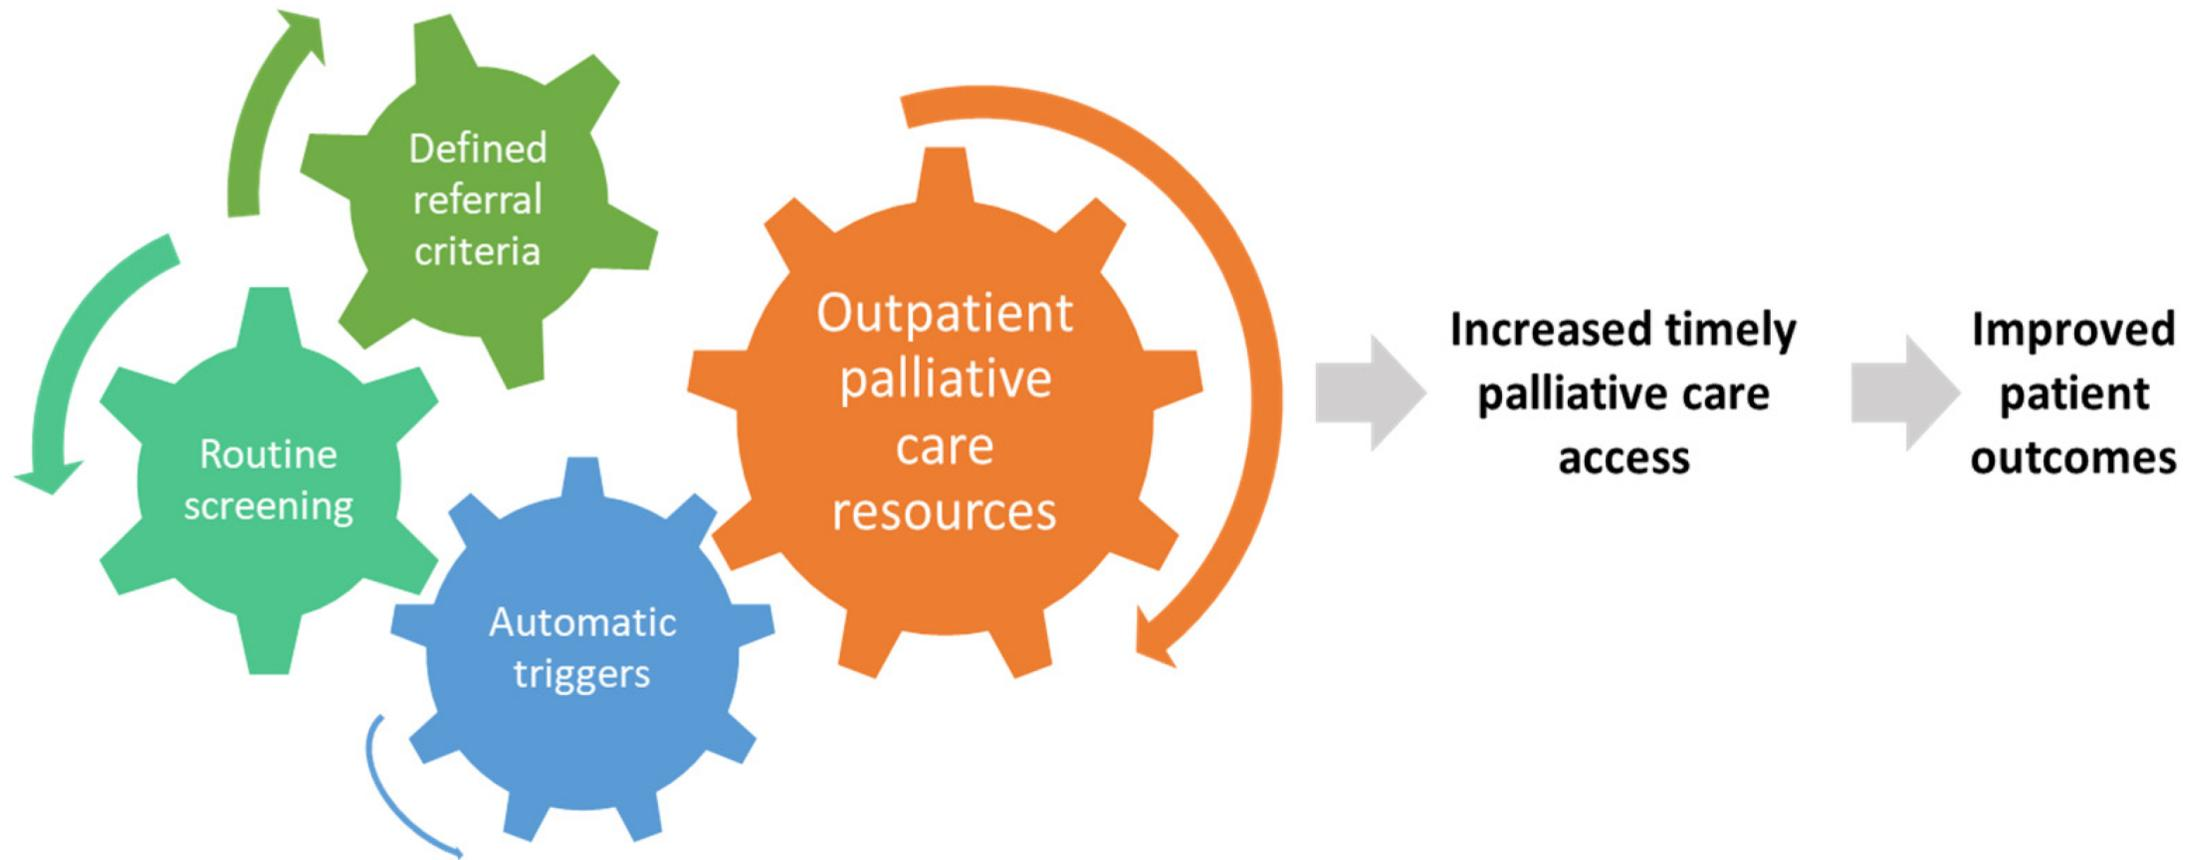 Defined
referral
criteria
Routine
screening
Automatic
triggers
Outpatient
palliative
care
resources
Increased timely
palliative care
access
Improved
patient
outcomes